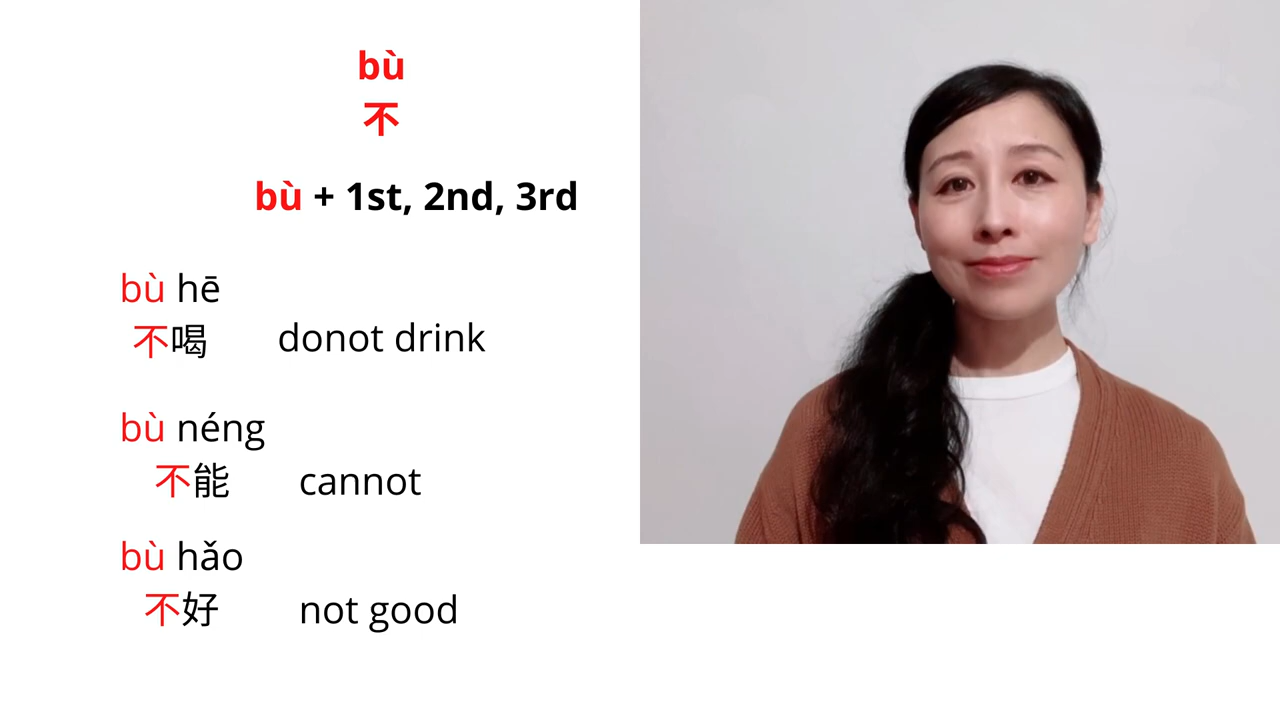 bù
不
bù + 1st, 2nd, 3rd
bù hē
不喝 donot drink
bù néng
不能 cannot
bù hǎo
不好 not good